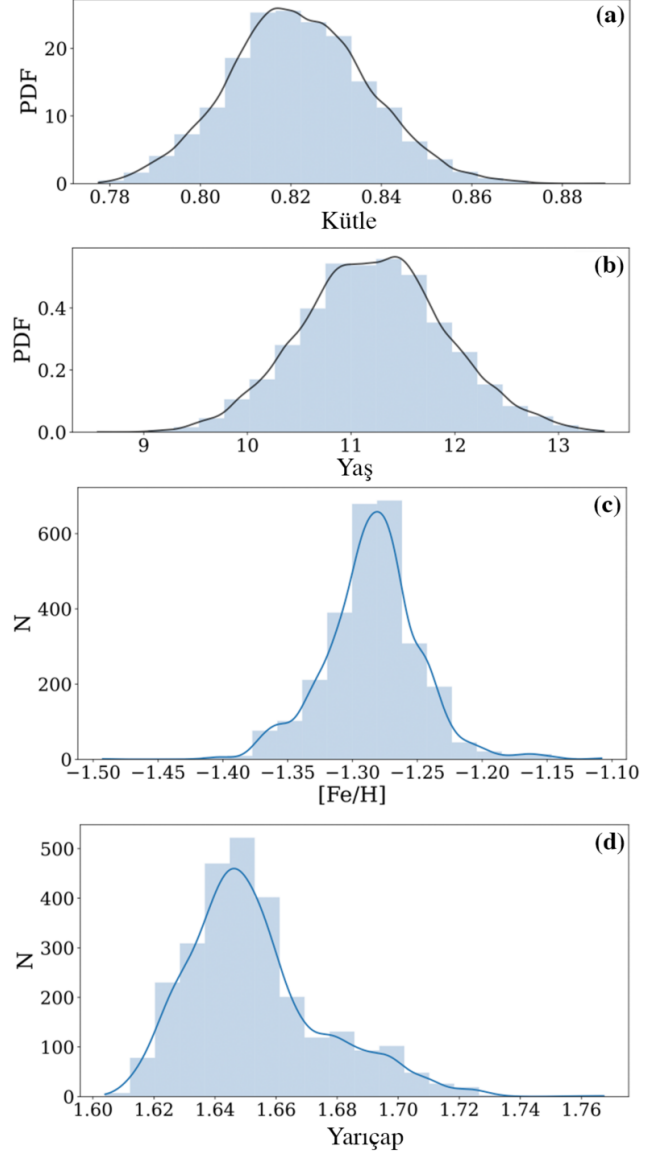 (a)
PDF
20
10
0
0.78 0.80 0.82 0.84 0.86 0.88
Kütle
(b)
PDF
0.4
0.2
0.0
9 10 11 12 13
Yaş
(c)
N
600
400
200
0
−1.50 −1.45 −1.40 −1.35 −1.30 −1.25 −1.20 −1.15 −1.10
[Fe/H]
(d)
N
500
400
300
200
100
0
1.60 1.62 1.64 1.66 1.68 1.70 1.72 1.74 1.76
Yarıçap